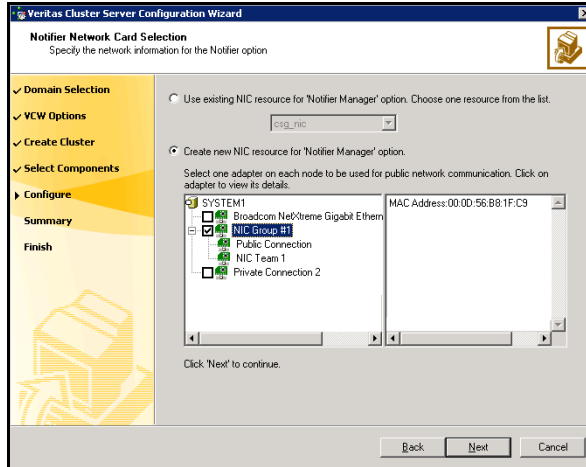 Veritas Cluster Server Configuration Wizard
Notifier Network Card Selection
Specify the network information for the Notifier option
Domain Selection
VCW Options
Create Cluster
Select Components
Configure
Summary
Finish
Use existing NIC resource for 'Notifier Manager' option. Choose one resource from the list.
csg_nic
Create new NIC resource for 'Notifier Manager' option.
Select one adapter on each node to be used for public network communication. Click on
adapter to view its details.
SYSTEM1
Broadcom NetXtreme Gigabit Ethern
NIC Group #1
Public Connection
NIC Team 1
Private Connection 2
MAC Address:00:0D:56:B8:1F:C9
Click 'Next' to continue.
Back
Next
Cancel